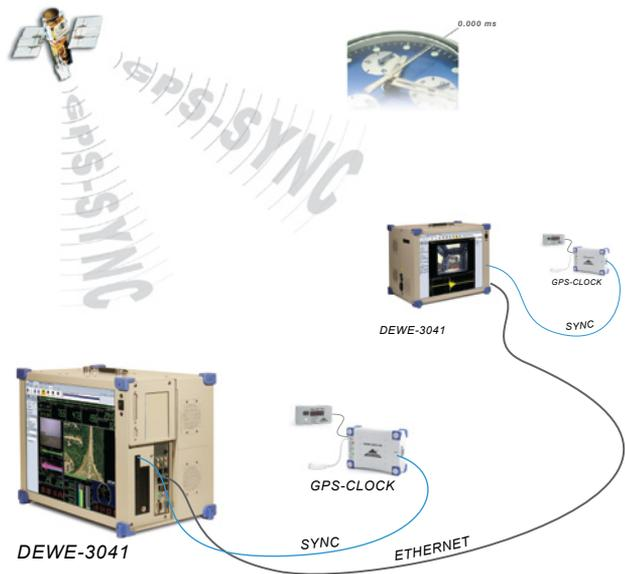 0.000 ms
GPS-SYNC
GPS-SYNC
GPS-CLOCK
DEWE-3041
SYNC
GPS-CLOCK
SYNC
ETHERNET
DEWE-3041